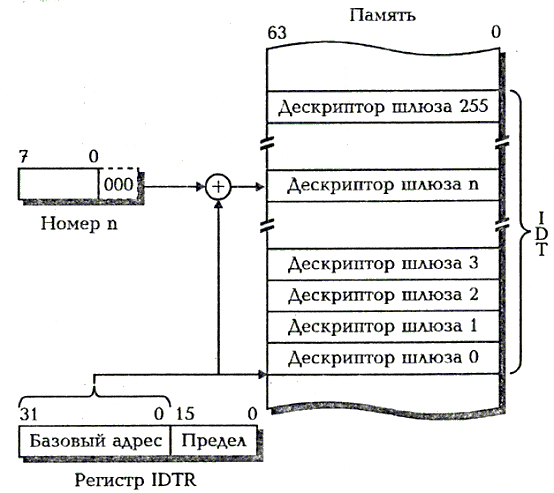 Память
63 0
Дескриптор шлюза 255
7 0
000
+
Дескриптор шлюза n
Номер n
IDT
Дескриптор шлюза 3
Дескриптор шлюза 2
Дескриптор шлюза 1
Дескриптор шлюза 0
31 0 15 0
Базовый адрес Предел
Регистр IDTR